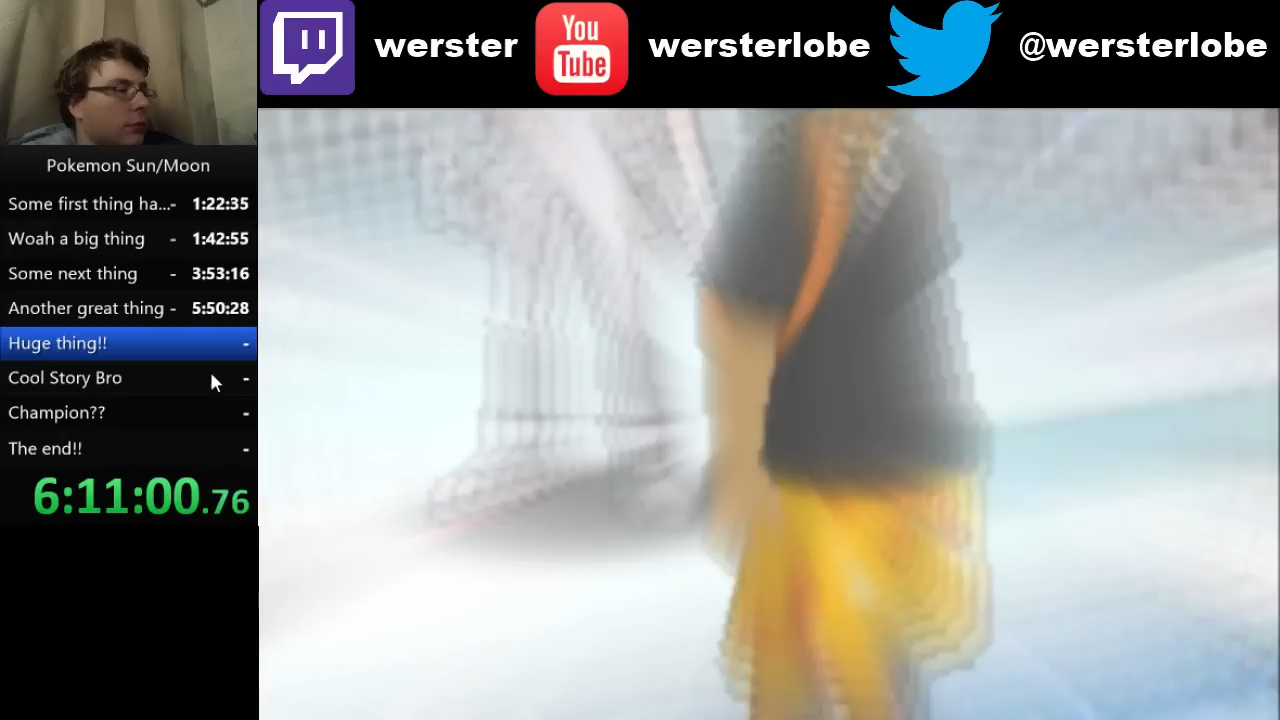 werster
You
Tube
wersterlobe
@wersterlobe
Pokemon Sun/Moon
Some first thing ha...- 1:22:35
Woah a big thing - 1:42:55
Some next thing - 3:53:16
Another great thing - 5:50:28
Huge thing!! -
Cool Story Bro -
Champion?? -
The end!! -
6:11:00.76